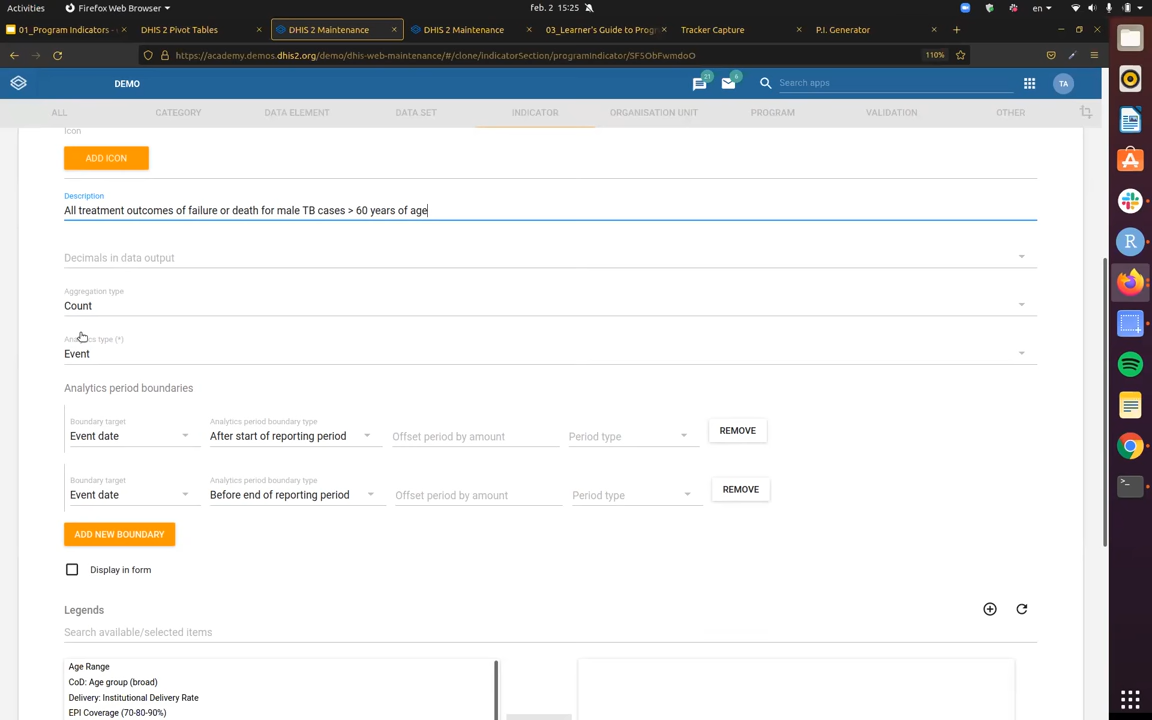 Activities
Firefox Web Browser
feb. 2 15:25
en
01_Program Indicators -
DHIS 2 Pivot Tables
DHIS 2 Maintenance
DHIS 2 Maintenance
03_Learner's Guide to Prog
Tracker Capture
P.I. Generator
https://academy.demos.dhis2.org/demo/dhis-web-maintenance/#/clone/indicatorSection/programIndicator/SF5ObFwmdoO
110%
DEMO
21
6
Search apps
TA
ALL
CATEGORY
DATA ELEMENT
DATA SET
INDICATOR
ORGANISATION UNIT
PROGRAM
VALIDATION
OTHER
Icon
ADD ICON
Description
All treatment outcomes of failure or death for male TB cases > 60 years of age
Decimals in data output
Aggregation type
Count
Analytics type (*)
Event
Analytics period boundaries
Boundary target
Analytics period boundary type
Event date
After start of reporting period
Offset period by amount
Period type
REMOVE
Boundary target
Analytics period boundary type
Event date
Before end of reporting period
Offset period by amount
Period type
REMOVE
ADD NEW BOUNDARY
Display in form
Legends
Search available/selected items
Age Range
CoD: Age group (broad)
Delivery: Institutional Delivery Rate
EPI Coverage (70-80-90%)